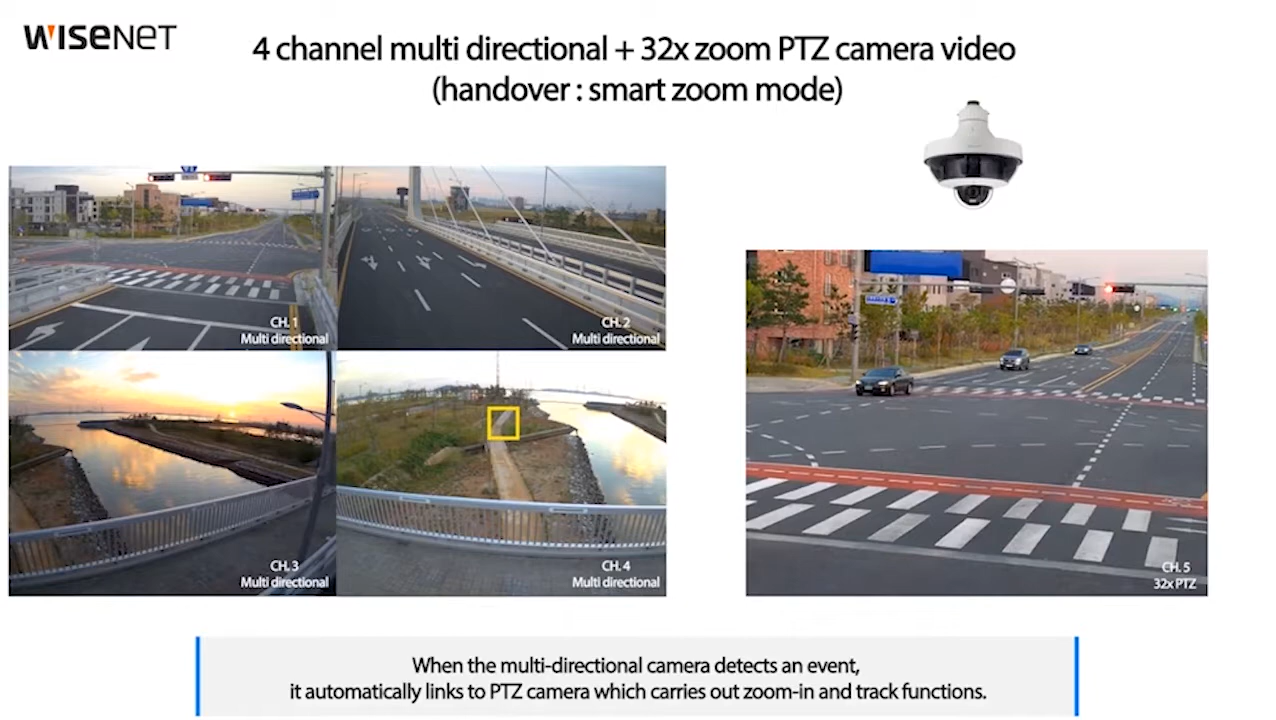 WISENET
4 channel multi directional + 32x zoom PTZ camera video
(handover : smart zoom mode)
CH. 1
Multi directional
CH. 2
Multi directional
CH. 3
Multi directional
CH. 4
Multi directional
CH. 5
32x PTZ
When the multi-directional camera detects an event,
it automatically links to PTZ camera which carries out zoom-in and track functions.